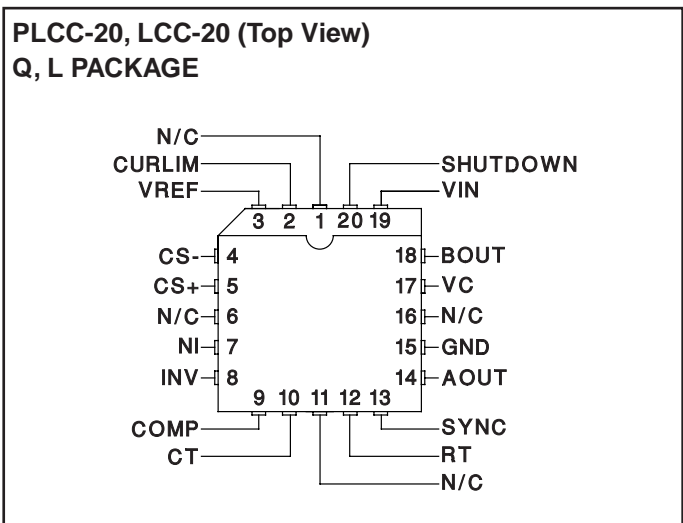 PLCC-20, LCC-20 (Top View)
Q, L PACKAGE
N/C
CURLIM SHUTDOWN
VREF VIN
3 2 1 20 19
CS- 4 18 BOUT
CS+ 5 17 VC
N/C 6 16 N/C
NI 7 15 GND
INV 8 14 AOUT
9 10 11 12 13
COMP SYNC
CT RT
N/C